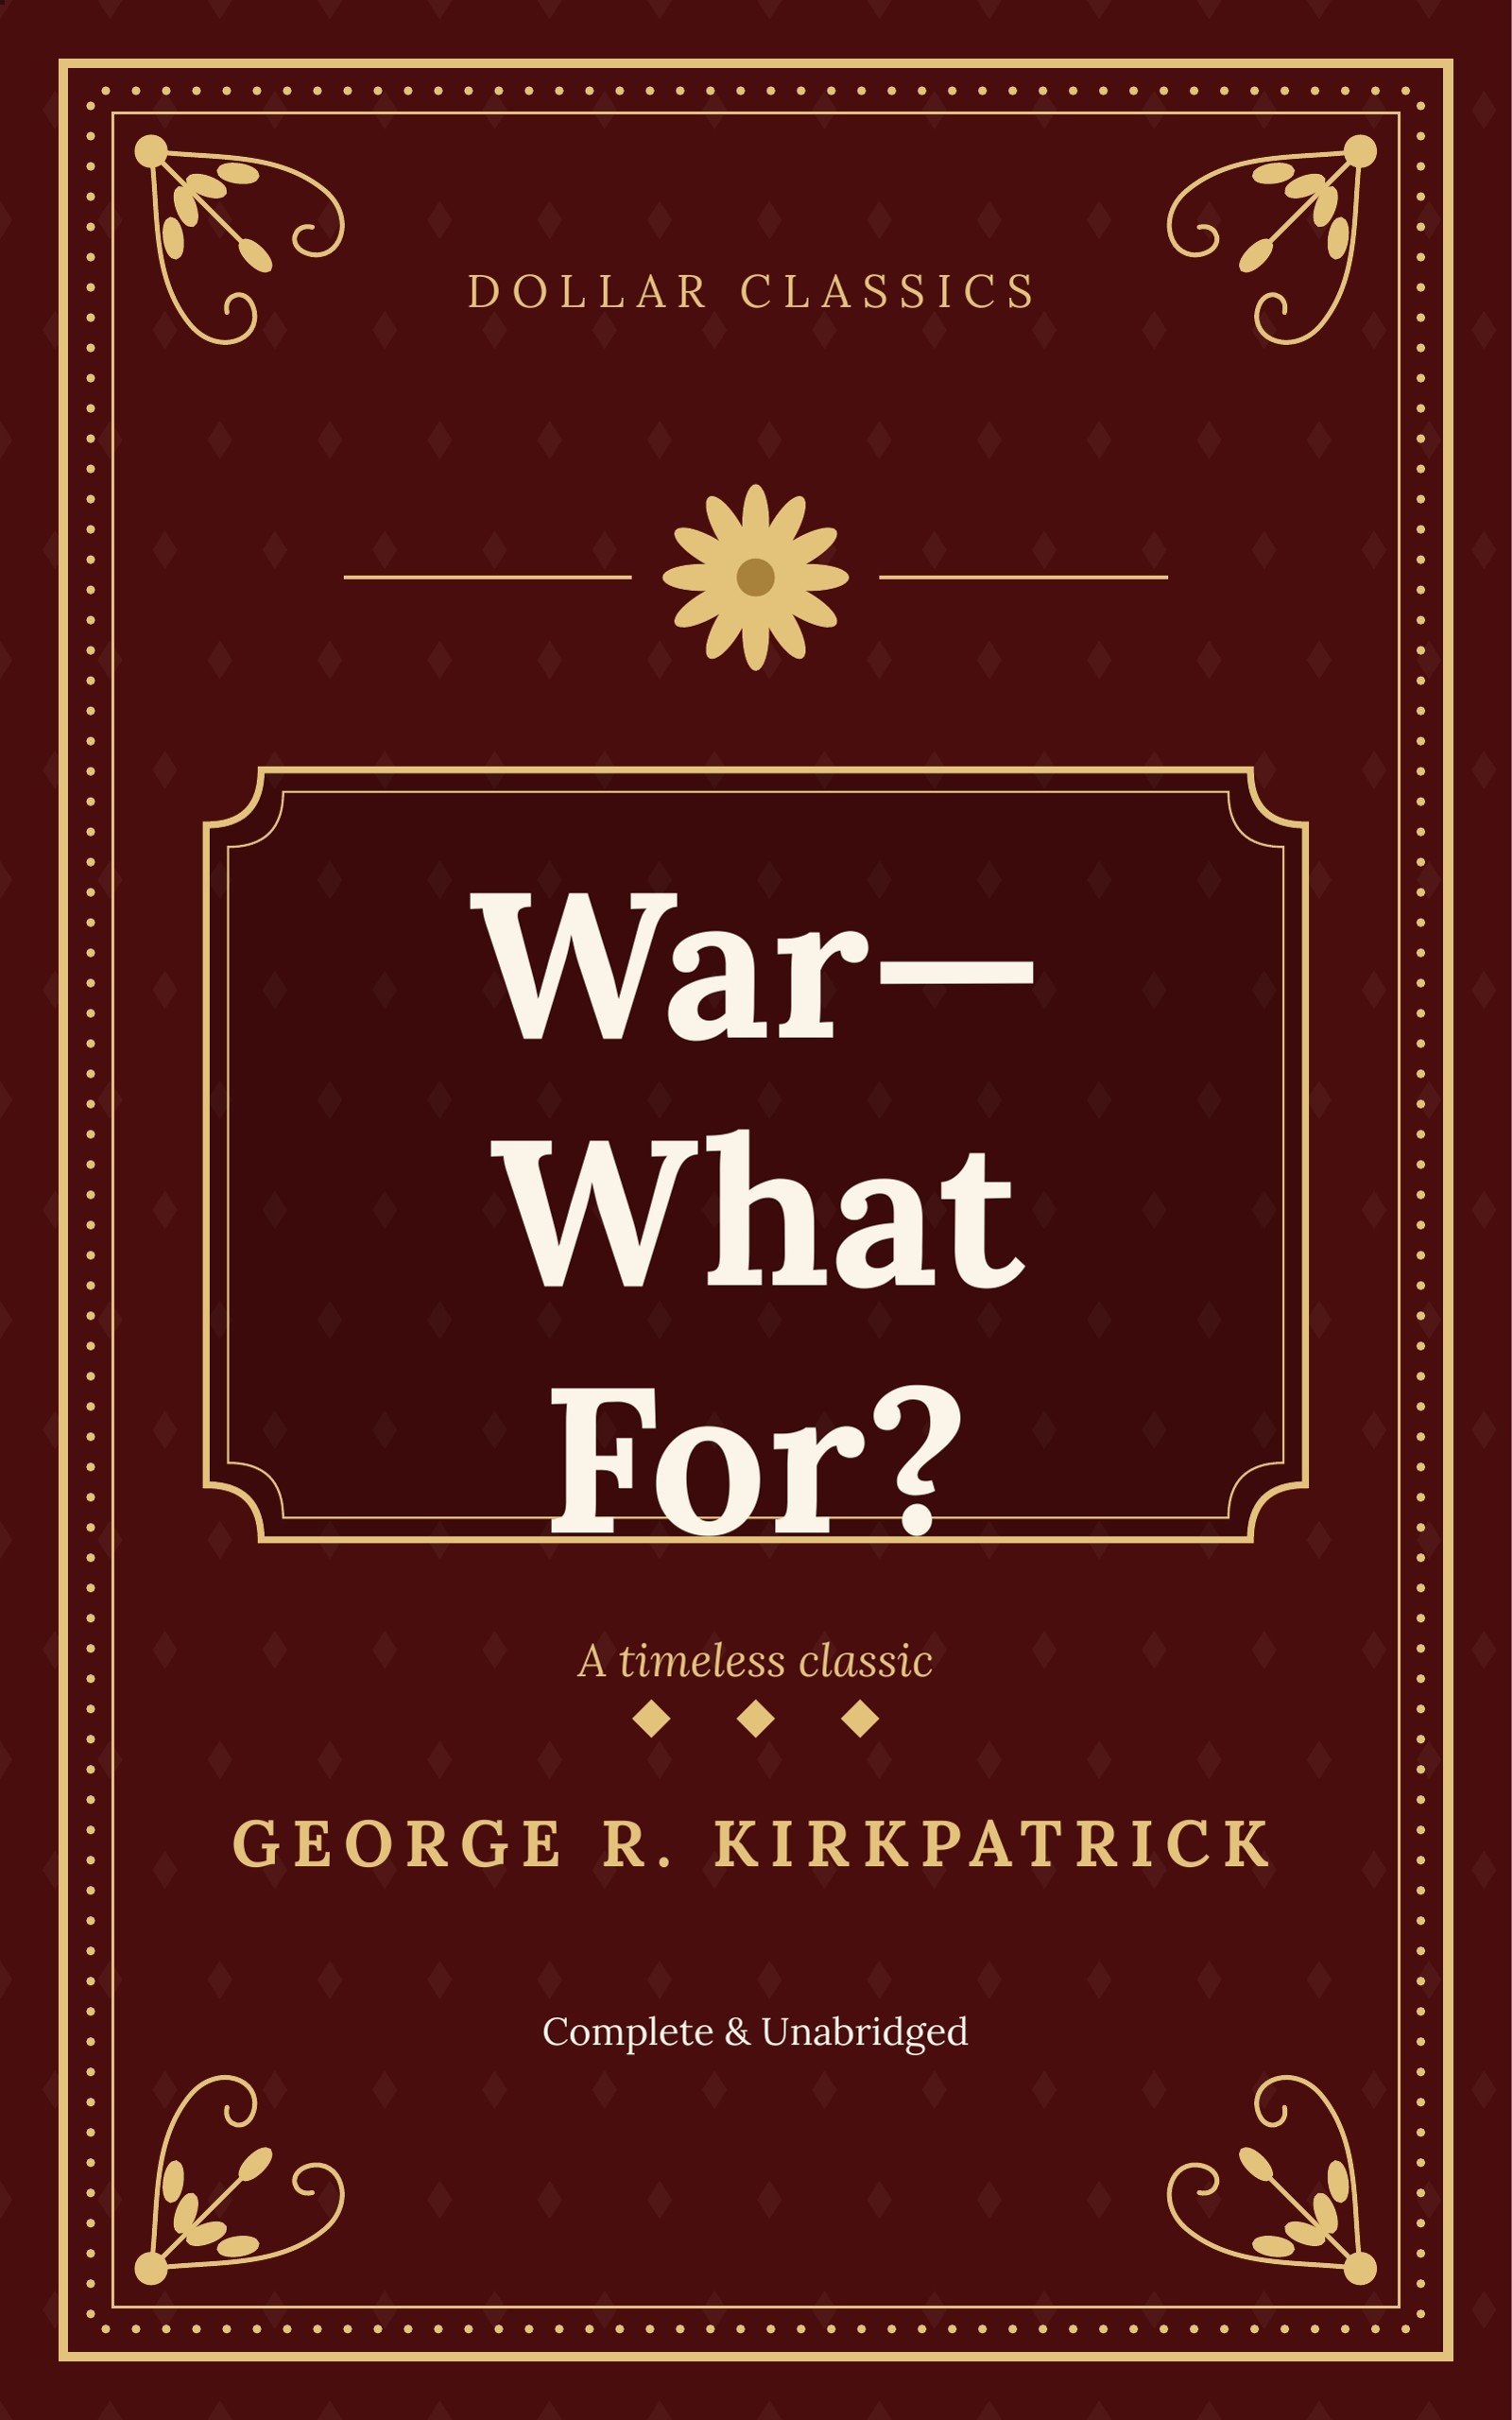 DOLLAR CLASSICS
War—
What
For?
A timeless classic
GEORGE R. KIRKPATRICK
Complete & Unabridged